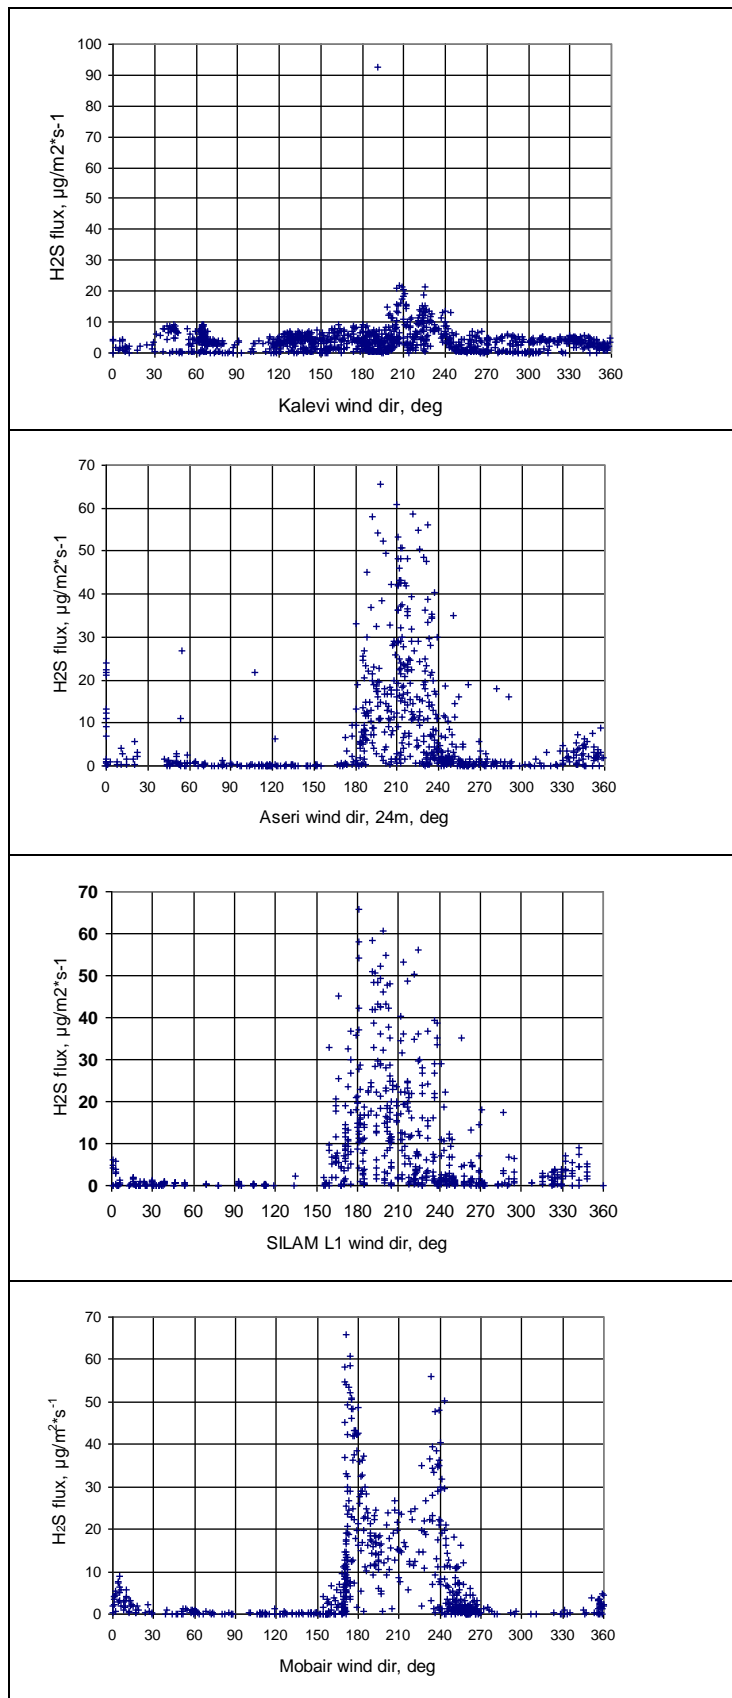 100
90
80
70
60
50
40
30
20
10
0
H2S flux, µg/m2*s-1
0 30 60 90 120 150 180 210 240 270 300 330 360
Kalevi wind dir, deg
70
60
50
40
30
20
10
0
H2S flux, µg/m2*s-1
0 30 60 90 120 150 180 210 240 270 300 330 360
Aseri wind dir, 24m, deg
70
60
50
40
30
20
10
0
H2S flux, µg/m2*s-1
0 30 60 90 120 150 180 210 240 270 300 330 360
SILAM L1 wind dir, deg
70
60
50
40
30
20
10
0
H₂S flux, µg/m²*s⁻¹
0 30 60 90 120 150 180 210 240 270 300 330 360
Mobair wind dir, deg